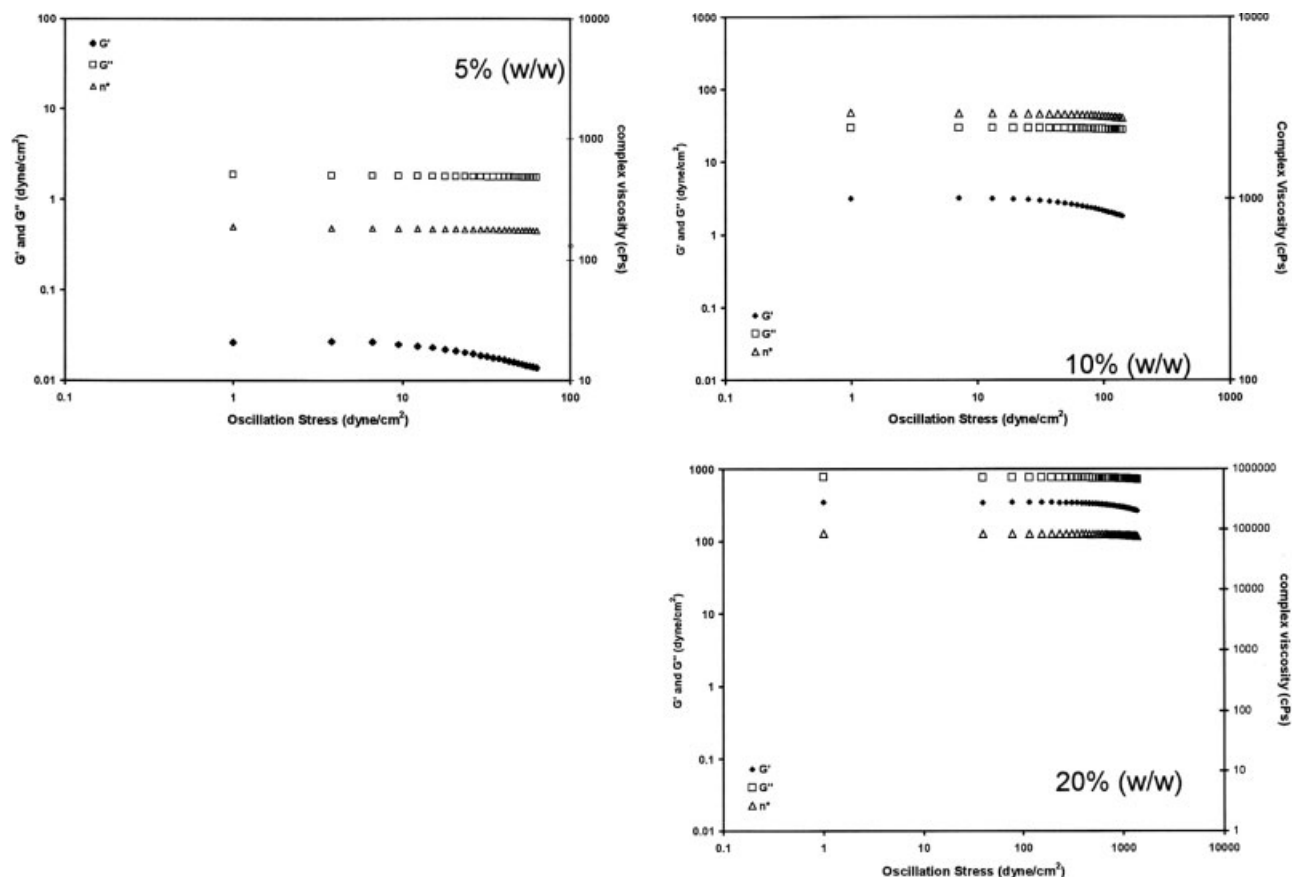 100
10
1
0.1
0.01
G' and G'' (dyne/cm²)
G'
G''
n*
5% (w/w)
10000
1000
100
10
complex viscosity (cPs)
0.1 1 10 100
Oscillation Stress (dyne/cm²)
1000
100
10
1
0.1
0.01
G' and G'' (dyne/cm²)
G'
G''
n*
10% (w/w)
10000
1000
100
Complex Viscosity (cPs)
0.1 1 10 100 1000
Oscillation Stress (dyne/cm²)
1000
100
10
1
0.1
0.01
G' and G'' (dyne/cm²)
G'
G''
n*
20% (w/w)
1000000
100000
10000
1000
100
10
1
complex viscosity (cPs)
0.1 1 10 100 1000 10000
Oscillation Stress (dyne/cm²)